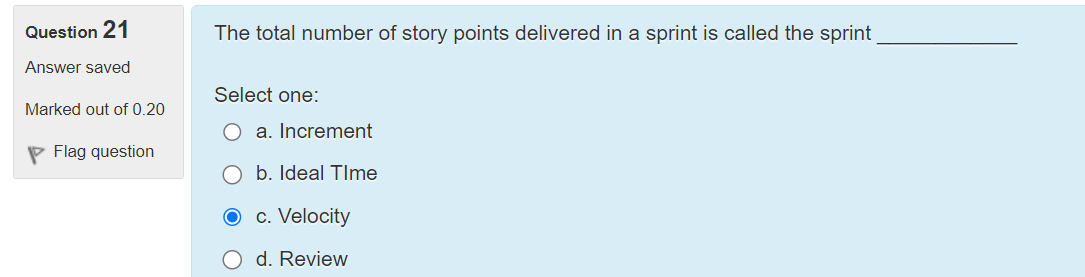 Question 21
Answer saved
Marked out of 0.20
Flag question
The total number of story points delivered in a sprint is called the sprint _____________
Select one:
a. Increment
b. Ideal TIme
c. Velocity
d. Review